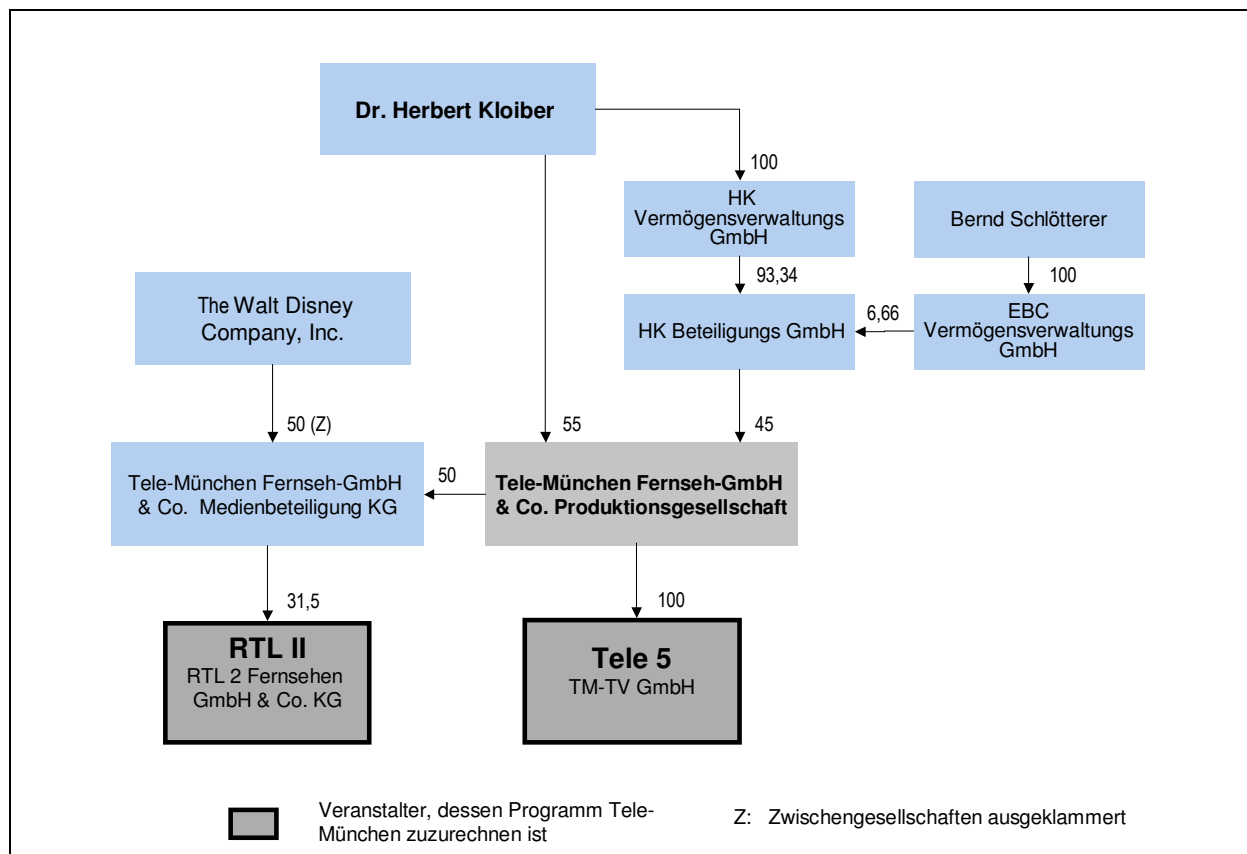 Dr. Herbert Kloiber
100
HK
Vermögensverwaltungs
GmbH
Bernd Schlötterer
93,34
100
The Walt Disney
Company, Inc.
HK Beteiligungs GmbH
6,66
EBC
Vermögensverwaltungs
GmbH
50 (Z)
55
45
Tele-München Fernseh-GmbH
& Co. Medienbeteiligung KG
50
Tele-München Fernseh-GmbH
& Co. Produktionsgesellschaft
31,5
100
RTL II
RTL 2 Fernsehen
GmbH & Co. KG
Tele 5
TM-TV GmbH
Veranstalter, dessen Programm Tele-
München zuzurechnen ist
Z: Zwischengesellschaften ausgeklammert